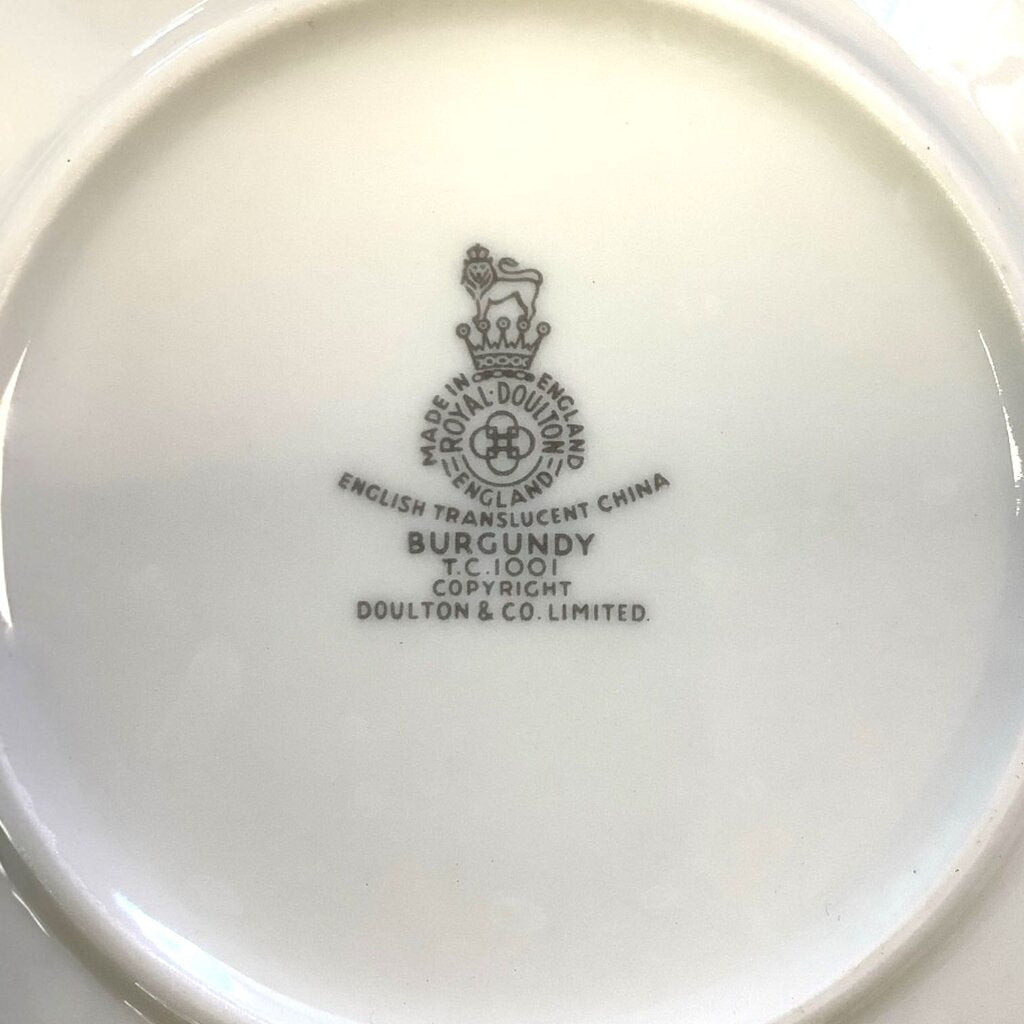 MADE IN ENGLAND
ROYAL·DOULTON
ENGLAND
ENGLISH TRANSLUCENT CHINA
BURGUNDY
T.C.1001
COPYRIGHT
DOULTON & CO. LIMITED.